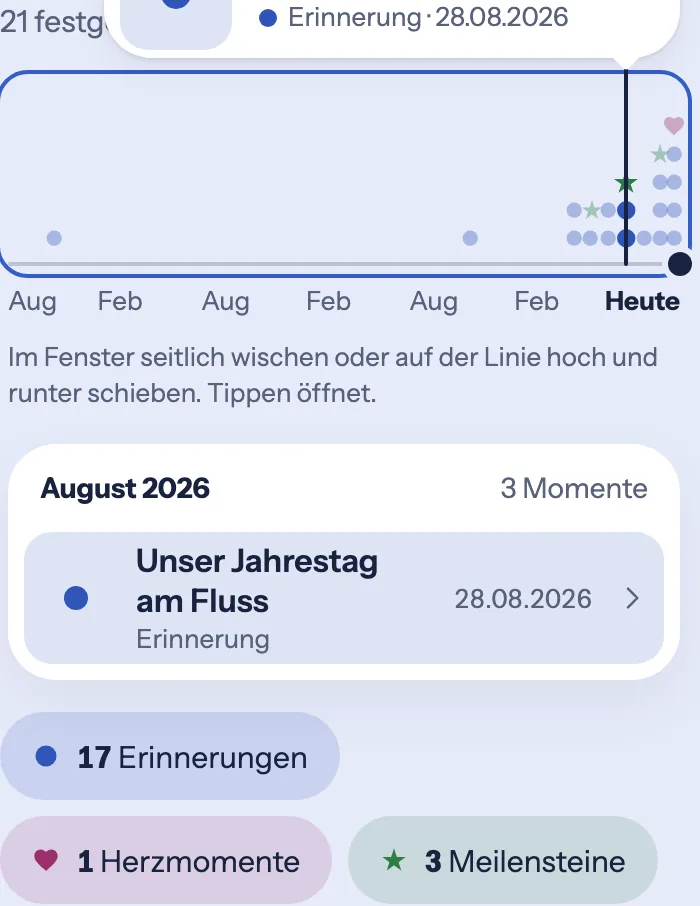 21 festg
Erinnerung · 28.08.2026
Aug Feb Aug Feb Aug Feb Heute
Im Fenster seitlich wischen oder auf der Linie hoch und
runter schieben. Tippen öffnet.
August 2026 3 Momente
Unser Jahrestag
am Fluss
28.08.2026
Erinnerung
17 Erinnerungen
1 Herzmomente 3 Meilensteine